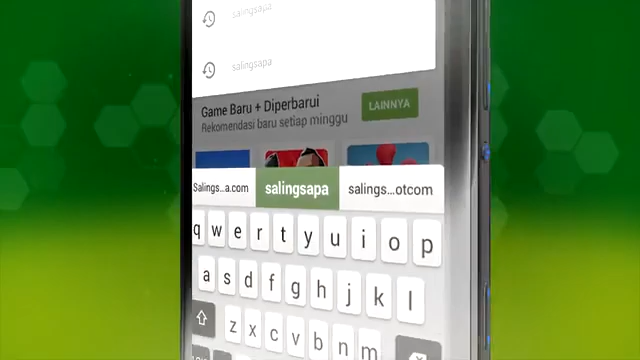 salingsapa
salingsapa
Game Baru + Diperbarui
LAINNYA
Rekomendasi baru setiap minggu
Salings...a.com salingsapa salings...otcom
q w e r t y u i o p
a s d f g h j k l
z x c v b n m